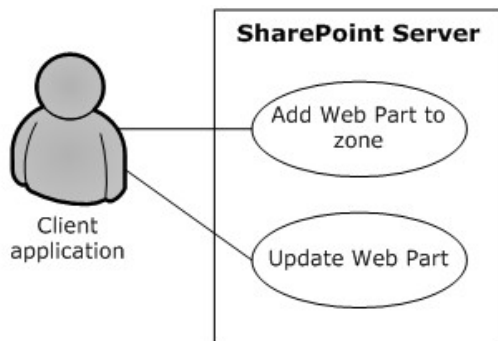 SharePoint Server
Add Web Part to
zone
Client
application
Update Web Part